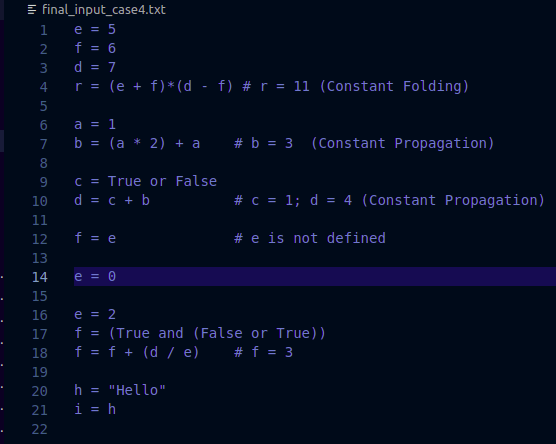 final_input_case4.txt
1 e = 5
2 f = 6
3 d = 7
4 r = (e + f)*(d - f) # r = 11 (Constant Folding)
5
6 a = 1
7 b = (a * 2) + a    # b = 3  (Constant Propagation)
8
9 c = True or False
10 d = c + b          # c = 1; d = 4 (Constant Propagation)
11
12 f = e              # e is not defined
13
14 e = 0
15
16 e = 2
17 f = (True and (False or True))
18 f = f + (d / e)    # f = 3
19
20 h = "Hello"
21 i = h
22